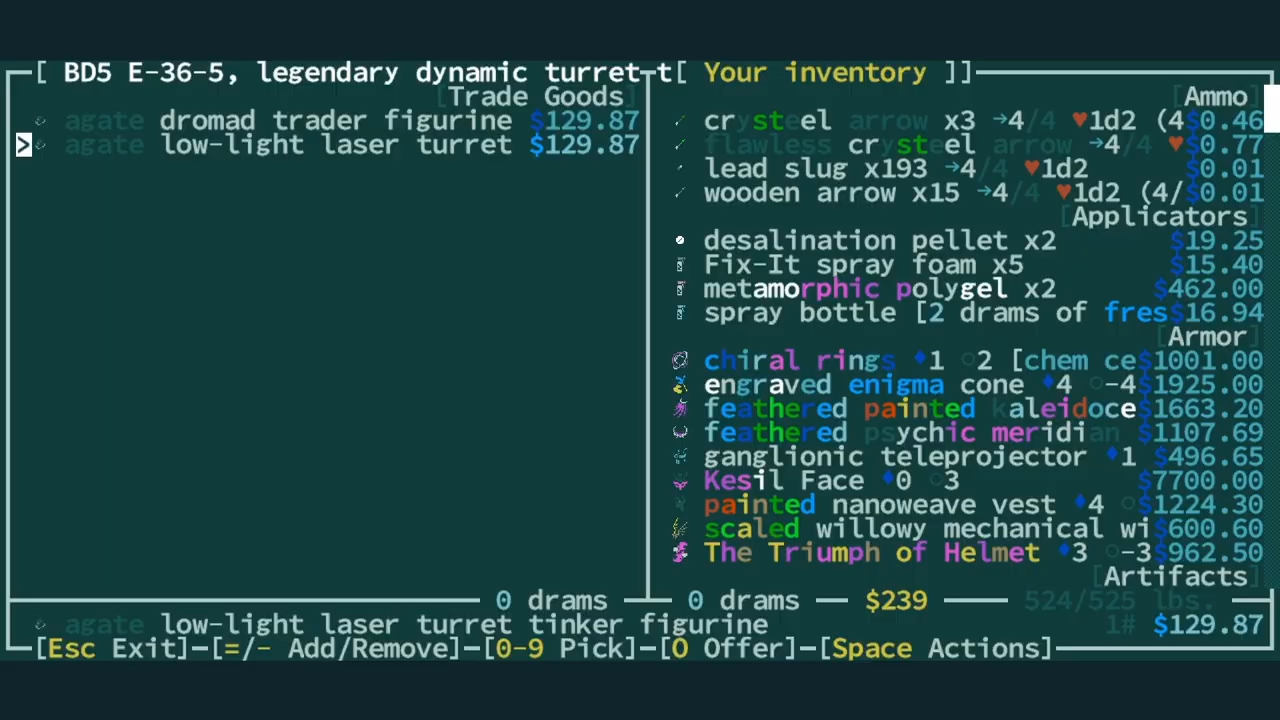 [ BD5 E-36-5, legendary dynamic turret t[ Your inventory ]]
[Trade Goods]
agate dromad trader figurine $129.87
> agate low-light laser turret $129.87
[Ammo]
crysteel arrow x3 →4/4 ♥1d2 (4$0.46
flawless crysteel arrow →4/4 ♥$0.77
lead slug x193 →4/4 ♥1d2 $0.01
wooden arrow x15 →4/4 ♥1d2 (4/$0.01
[Applicators]
desalination pellet x2 $19.25
Fix-It spray foam x5 $15.40
metamorphic polygel x2 $462.00
spray bottle [2 drams of fres$16.94
[Armor]
chiral rings ♦1 ○2 [chem ce$1001.00
engraved enigma cone ♦4 ○-4$1925.00
feathered painted kaleidoce$1663.20
feathered psychic meridian $1107.69
ganglionic teleprojector ♦1 $496.65
Kesil Face ♦0 ○3 $7700.00
painted nanoweave vest ♦4 ○$1224.30
scaled willowy mechanical wi$600.60
The Triumph of Helmet ♦3 ○-3$962.50
[Artifacts]
0 drams 0 drams $239 524/525 lbs.
agate low-light laser turret tinker figurine 1# $129.87
[Esc Exit]-[=/- Add/Remove]-[0-9 Pick]-[O Offer]-[Space Actions]